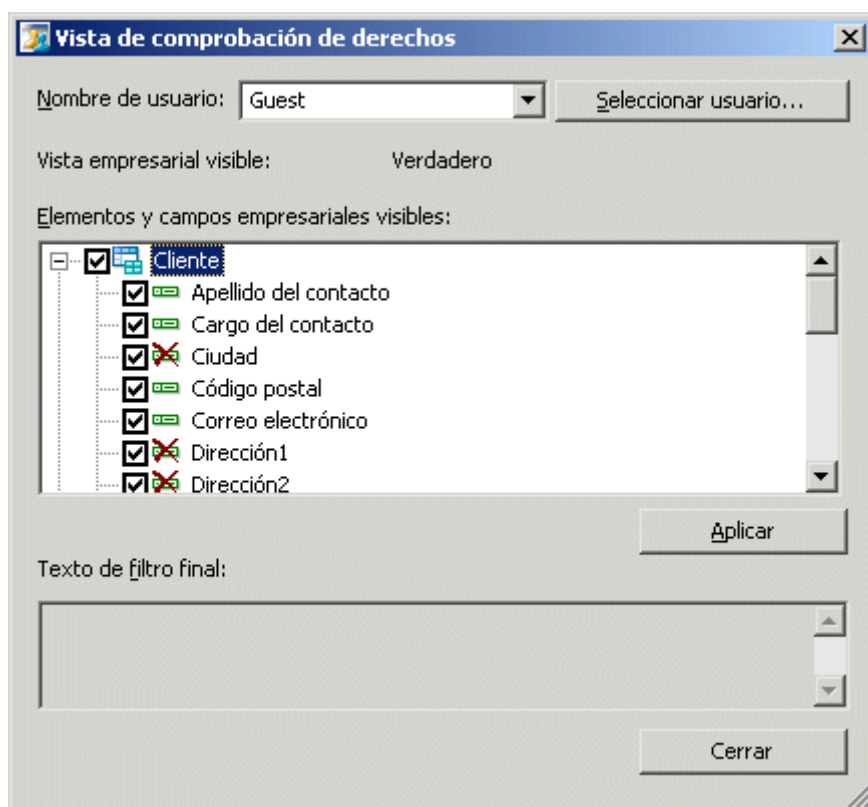 Vista de comprobación de derechos
Nombre de usuario: Guest Seleccionar usuario...
Vista empresarial visible: Verdadero
Elementos y campos empresariales visibles:
Cliente
Apellido del contacto
Cargo del contacto
Ciudad
Código postal
Correo electrónico
Dirección1
Dirección2
Aplicar
Texto de filtro final:
Cerrar